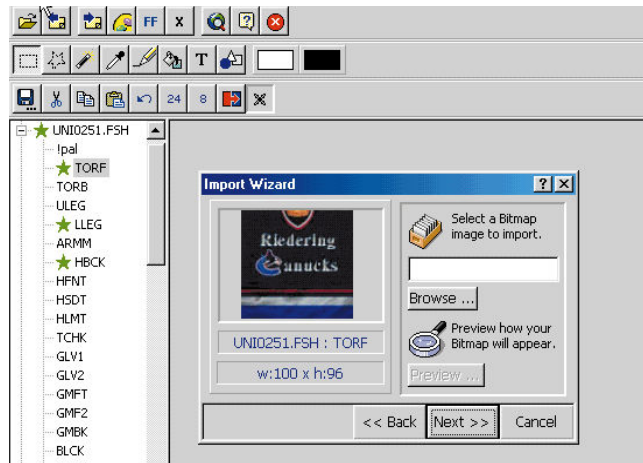 FF X
T
24 8
UNI0251.FSH
!pal
TORF
TORB
ULEG
LLEG
ARMM
HBCK
HFNT
HSDT
HLMT
TCHK
GLV1
GLV2
GMFT
GMF2
GMBK
BLCK
Import Wizard
Riedering
Canucks
UNI0251.FSH : TORF
w:100 x h:96
Select a Bitmap
image to import.
Browse ...
Preview how your
Bitmap will appear.
Preview ...
<< Back Next >> Cancel